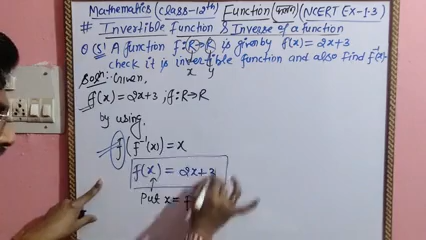 Mathematics (Class-12th) Function (फलन) (NCERT EX-1.3)
# Invertible Function & Inverse of a function
Q A function f: R→R is given by f(x) = 2x+3
x y
check it is invertible function and also find f⁻¹(x).
Soln: Given,
f(x) = 2x+3 ; f: R→R
by using.
f(f⁻¹(x)) = x
f(x) = 2x+3
Put x = f